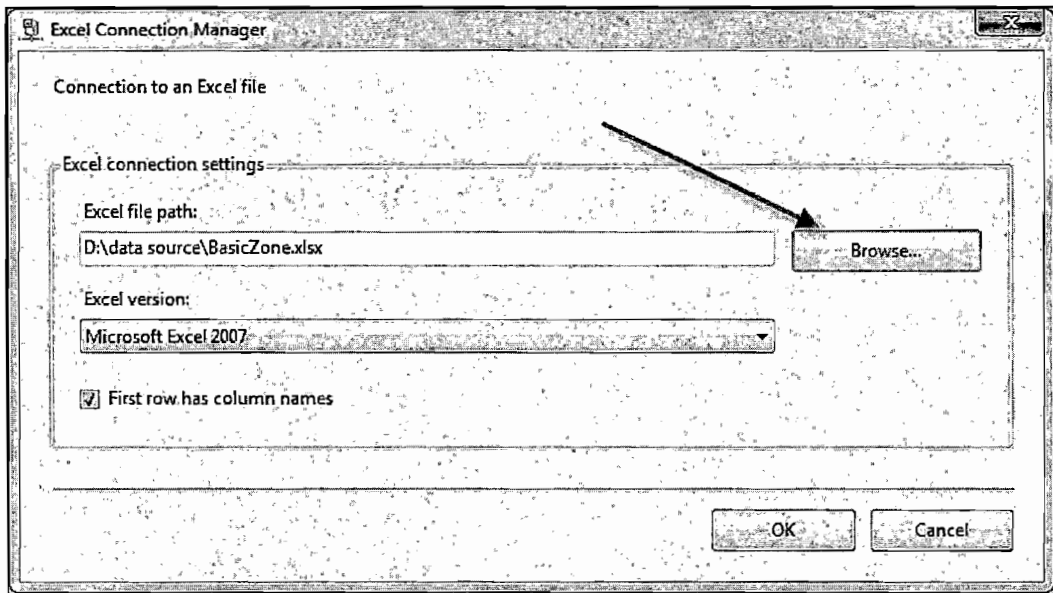 Excel Connection Manager
Connection to an Excel file
Excel connection settings
Excel file path:
D:\data source\BasicZone.xlsx
Browse...
Excel version:
Microsoft Excel 2007
First row has column names
OK
Cancel